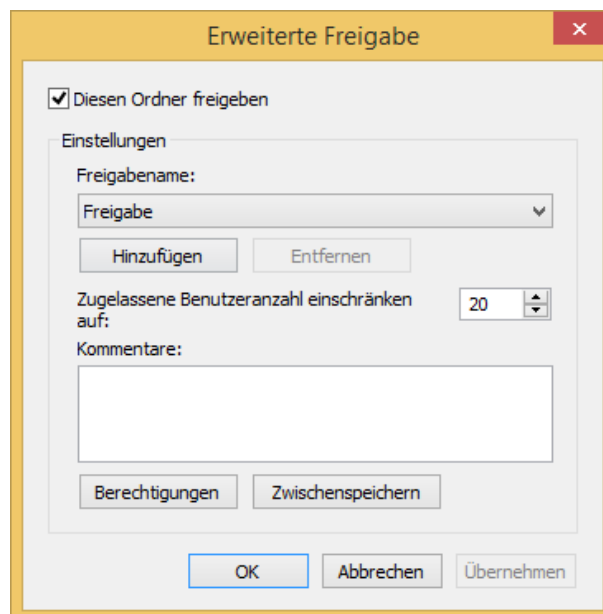 Erweiterte Freigabe
Diesen Ordner freigeben
Einstellungen
Freigabename:
Freigabe
Hinzufügen
Entfernen
Zugelassene Benutzeranzahl einschränken
auf:
20
Kommentare:
Berechtigungen
Zwischenspeichern
OK
Abbrechen
Übernehmen